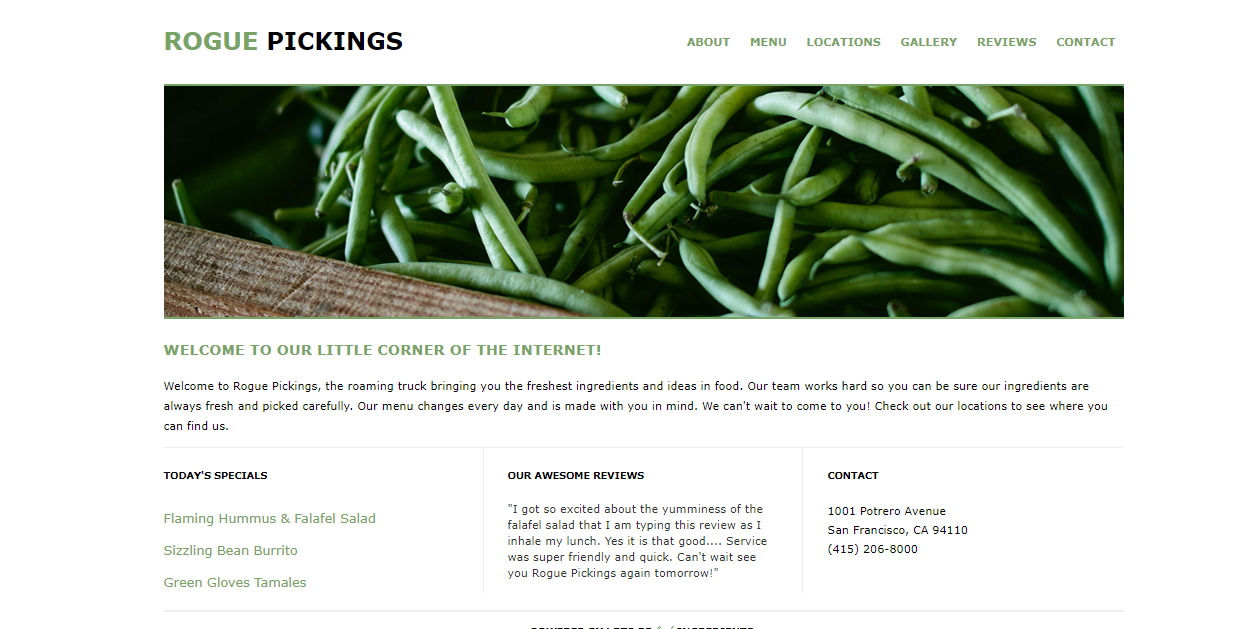 ROGUE PICKINGS
ABOUT MENU LOCATIONS GALLERY REVIEWS CONTACT
WELCOME TO OUR LITTLE CORNER OF THE INTERNET!
Welcome to Rogue Pickings, the roaming truck bringing you the freshest ingredients and ideas in food. Our team works hard so you can be sure our ingredients are
always fresh and picked carefully. Our menu changes every day and is made with you in mind. We can't wait to come to you! Check out our locations to see where you
can find us.
TODAY'S SPECIALS
Flaming Hummus & Falafel Salad
Sizzling Bean Burrito
Green Gloves Tamales
OUR AWESOME REVIEWS
"I got so excited about the yumminess of the
falafel salad that I am typing this review as I
inhale my lunch. Yes it is that good.... Service
was super friendly and quick. Can't wait see
you Rogue Pickings again tomorrow!"
CONTACT
1001 Potrero Avenue
San Francisco, CA 94110
(415) 206-8000